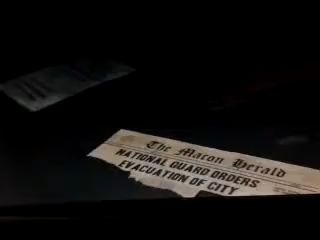 The Macon Herald
NATIONAL GUARD ORDERS
EVACUATION OF CITY